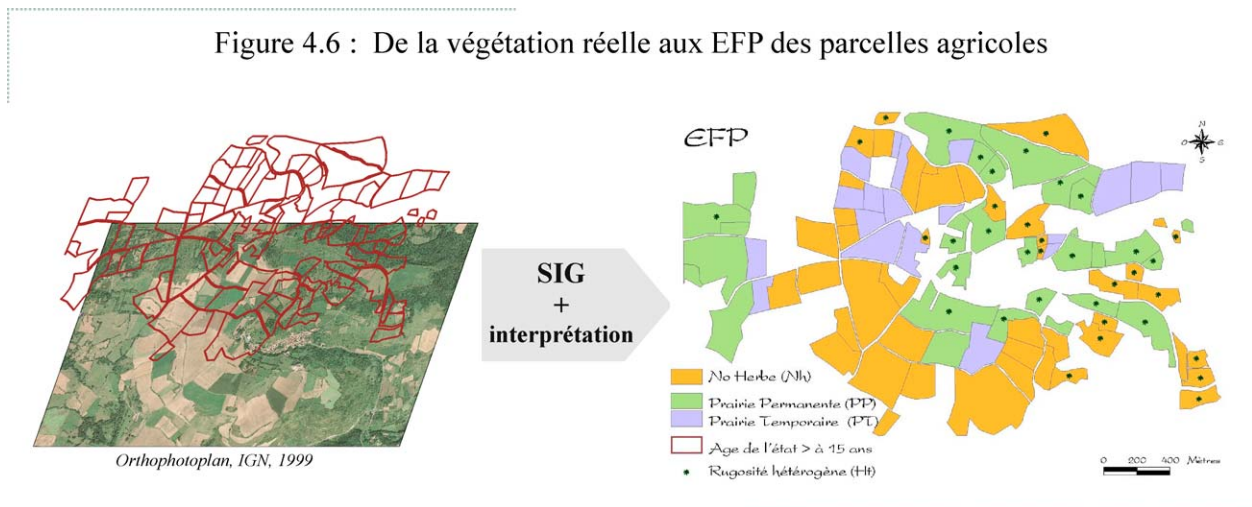 Figure 4.6 : De la végétation réelle aux EFP des parcelles agricoles
EFP
N
O E
S
SIG
+
interprétation
No Herbe (Nh)
Prairie Permanente (PP)
Prairie Temporaire (PT)
Age de l'état > à 15 ans
Rugosité hétérogène (Ht)
0 200 400 Mètres
Orthophotoplan, IGN, 1999